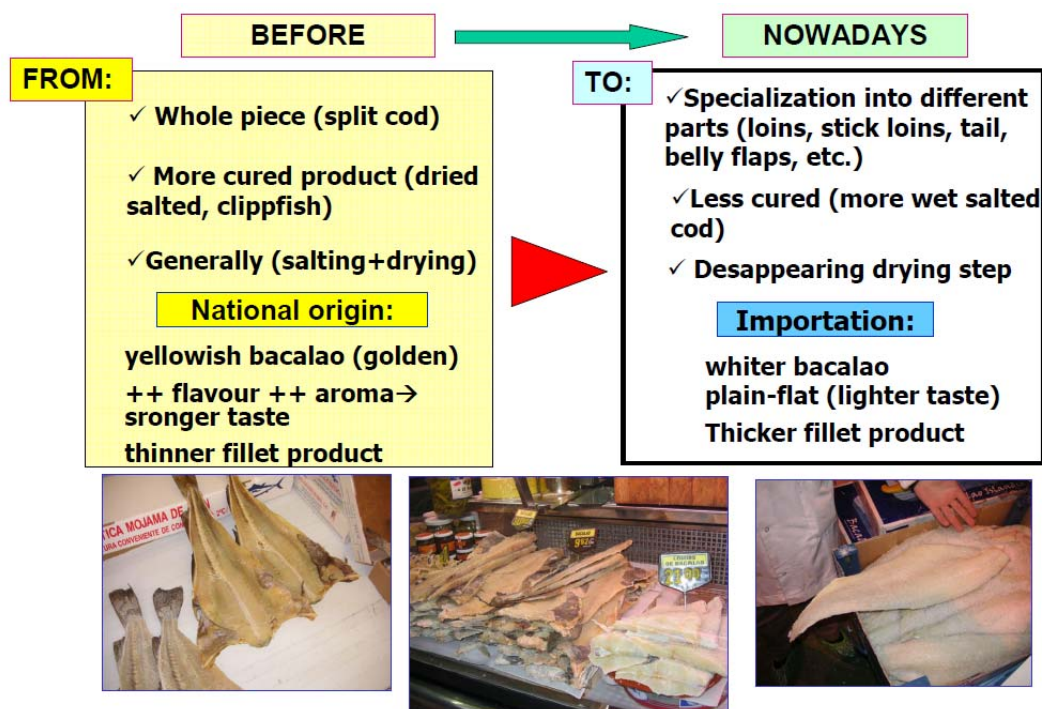 BEFORE
NOWADAYS
FROM:
✓ Whole piece (split cod)
✓ More cured product (dried
salted, clippfish)
✓Generally (salting+drying)
National origin:
yellowish bacalao (golden)
++ flavour ++ aroma→
sronger taste
thinner fillet product
TO:
✓Specialization into different
parts (loins, stick loins, tail,
belly flaps, etc.)
✓Less cured (more wet salted
cod)
✓ Desappearing drying step
Importation:
whiter bacalao
plain-flat (lighter taste)
Thicker fillet product
TICA MOJAMA DE